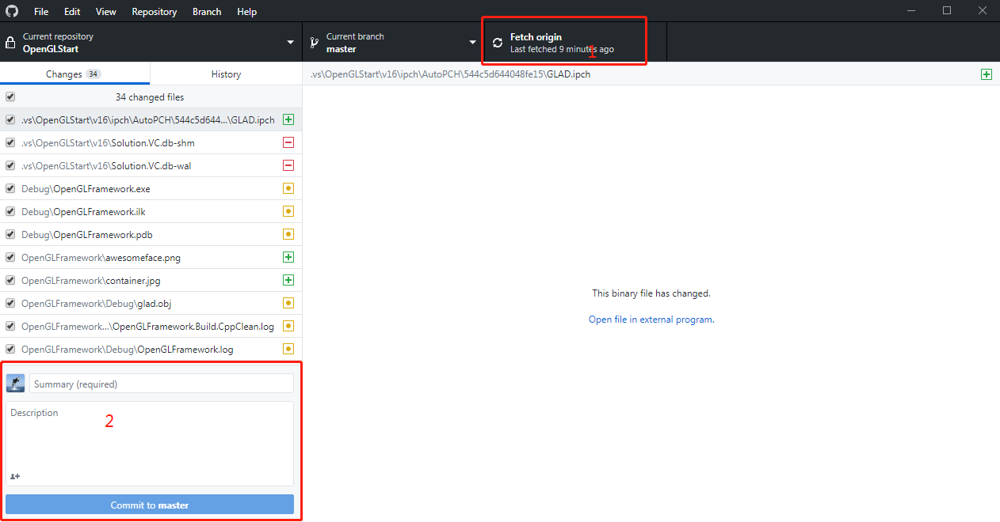 File Edit View Repository Branch Help
Current repository
OpenGLStart
Current branch
master
Fetch origin
Last fetched 9 minutes ago
1
Changes 34
History
.vs\OpenGLStart\v16\ipch\AutoPCH\544c5d644048fe15\GLAD.ipch
34 changed files
.vs\OpenGLStart\v16\ipch\AutoPCH\544c5d644...\GLAD.ipch
.vs\OpenGLStart\v16\Solution.VC.db-shm
.vs\OpenGLStart\v16\Solution.VC.db-wal
Debug\OpenGLFramework.exe
Debug\OpenGLFramework.ilk
Debug\OpenGLFramework.pdb
OpenGLFramework\awesomeface.png
OpenGLFramework\container.jpg
OpenGLFramework\Debug\glad.obj
OpenGLFramework...\OpenGLFramework.Build.CppClean.log
OpenGLFramework\Debug\OpenGLFramework.log
This binary file has changed.
Open file in external program.
Summary (required)
Description
2
Commit to master